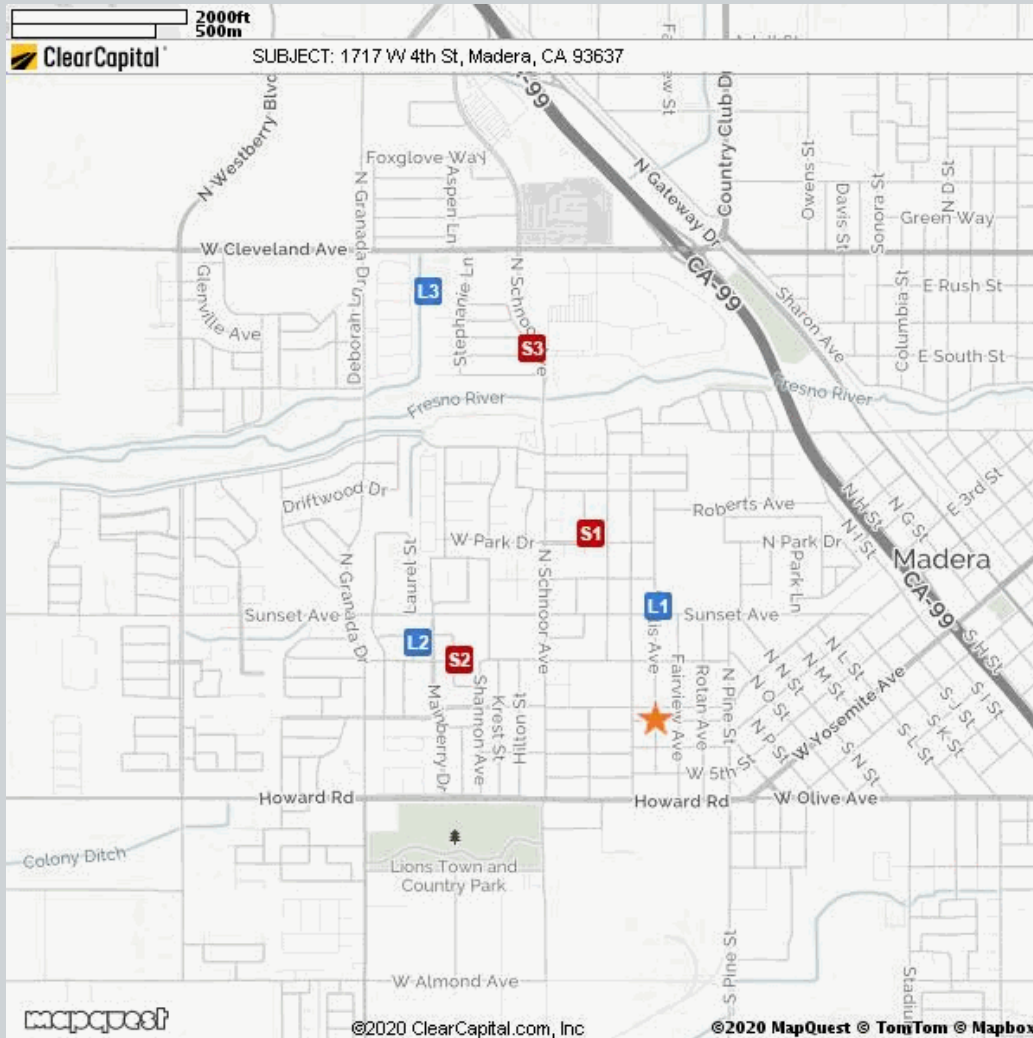 2000ft
500m
ClearCapital
SUBJECT: 1717 W 4th St, Madera, CA 93637
CA-99
N Westberry Blvd
Country Club Dr
Foxglove Way
Aspen Ln
N Granada Dr
N Gateway Dr
Owens St
Davis St
Sonora St
N D St
Green Way
W Cleveland Ave
CA-99
Glenville Ave
Deborah Ln
L3
Stephanie Ln
N Schnoor Ave
S3
Sharon Ave
Columbia St
E Rush St
E South St
Fresno River
Fresno River
Driftwood Dr
Roberts Ave
N H St
N G St
E 3rd St
N I St
S1
W Park Dr
N Park Dr
Park Ln
Madera
CA-99
Laurel St
N Granada Dr
N Schnoor Ave
Sunset Ave
L1
Sunset Ave
L2
S2
Fairview Ave
Rotan Ave
N Pine St
N N St
N M St
N L St
N O St
N P St
W Yosemite Ave
S H St
S I St
S J St
S K St
S L St
S N St
Mainberry Dr
Shannon Ave
Krest St
Hilton St
W 5th St
Howard Rd
Howard Rd
W Olive Ave
Colony Ditch
Lions Town and
Country Park
W Almond Ave
S Pine St
mapquest
©2020 ClearCapital.com, Inc
©2020 MapQuest © TomTom © Mapbox